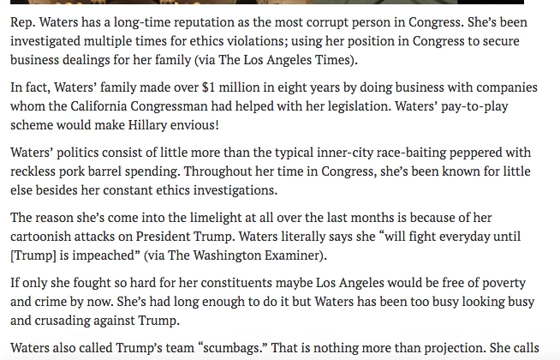 Rep. Waters has a long-time reputation as the most corrupt person in Congress. She’s been
investigated multiple times for ethics violations; using her position in Congress to secure
business dealings for her family (via The Los Angeles Times).
In fact, Waters’ family made over $1 million in eight years by doing business with companies
whom the California Congressman had helped with her legislation. Waters’ pay-to-play
scheme would make Hillary envious!
Waters’ politics consist of little more than the typical inner-city race-baiting peppered with
reckless pork barrel spending. Throughout her time in Congress, she’s been known for little
else besides her constant ethics investigations.
The reason she’s come into the limelight at all over the last months is because of her
cartoonish attacks on President Trump. Waters literally says she “will fight everyday until
[Trump] is impeached” (via The Washington Examiner).
If only she fought so hard for her constituents maybe Los Angeles would be free of poverty
and crime by now. She’s had long enough to do it but Waters has been too busy looking busy
and crusading against Trump.
Waters also called Trump’s team “scumbags.” That is nothing more than projection. She calls